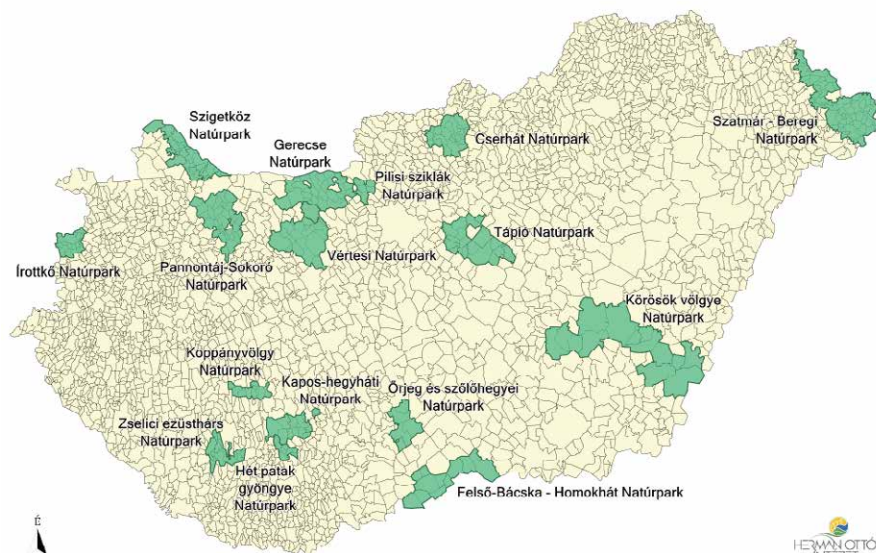 Szigetköz
Natúrpark
Gerecse
Natúrpark
Cserhát Natúrpark
Szatmár - Beregi
Natúrpark
Pilisi sziklák
Natúrpark
Írottkő Natúrpark
Pannontáj-Sokoró
Natúrpark
Vértesi Natúrpark
Tápió Natúrpark
Körösök völgye
Natúrpark
Koppányvölgy
Natúrpark
Kapos-hegyháti
Natúrpark
Őrjeg és szőlőhegyei
Natúrpark
Zselici ezüsthárs
Natúrpark
Hét patak
gyöngye
Natúrpark
Felső-Bácska - Homokhát Natúrpark
É
HERMAN OTTÓ